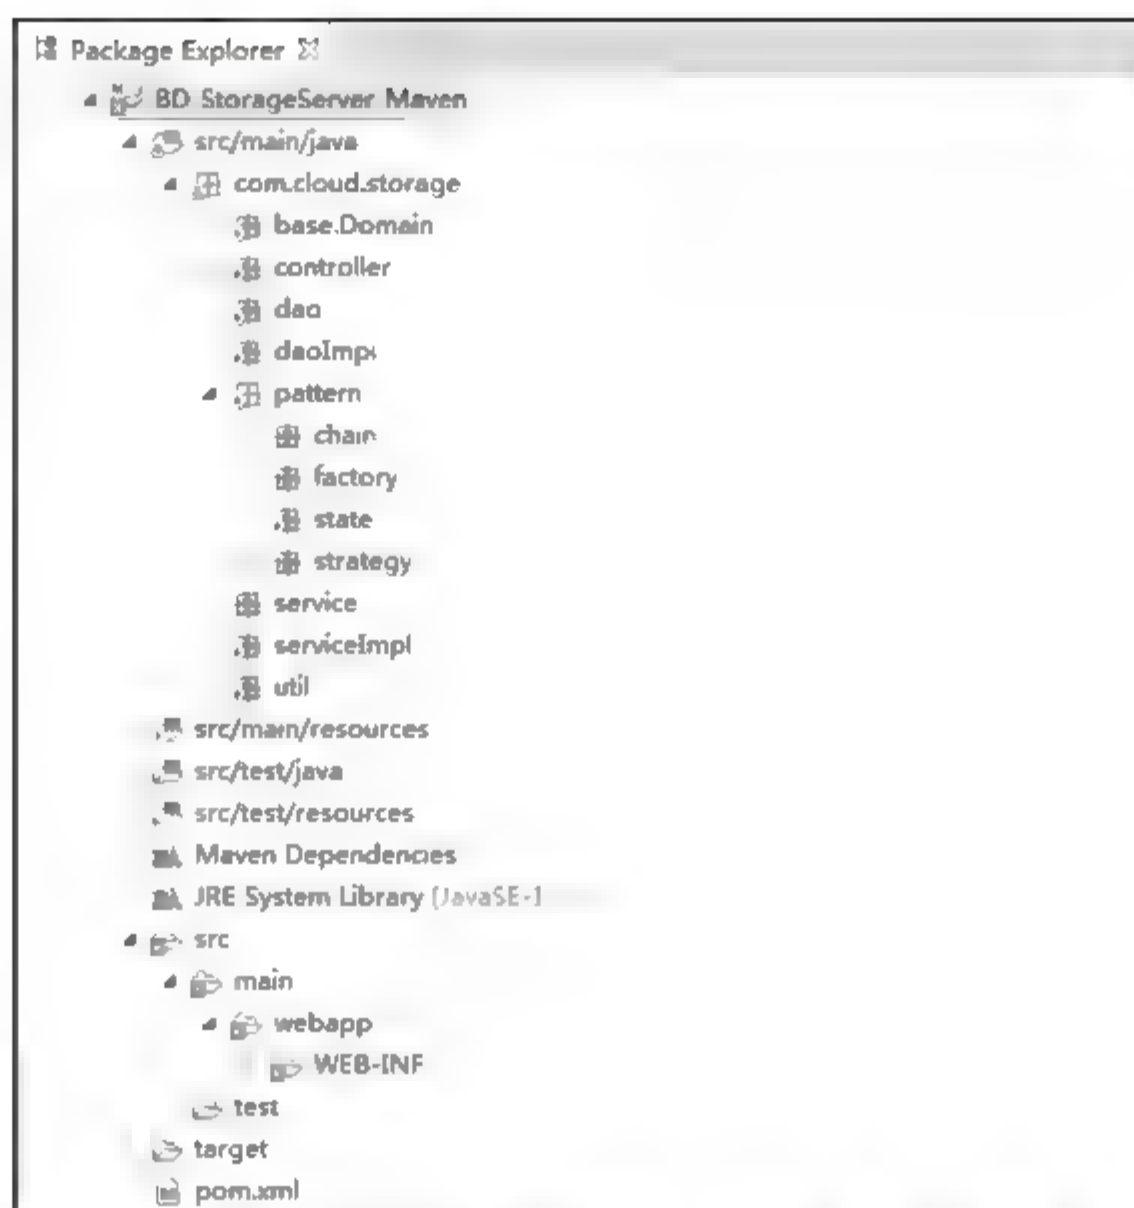 Package Explorer
BD StorageServer Maven
src/main/java
com.cloud.storage
base.Domain
controller
dao
daoImpl
pattern
chain
factory
state
strategy
service
serviceImpl
util
src/main/resources
src/test/java
src/test/resources
Maven Dependencies
JRE System Library [JavaSE-1
src
main
webapp
WEB-INF
test
target
pom.xml